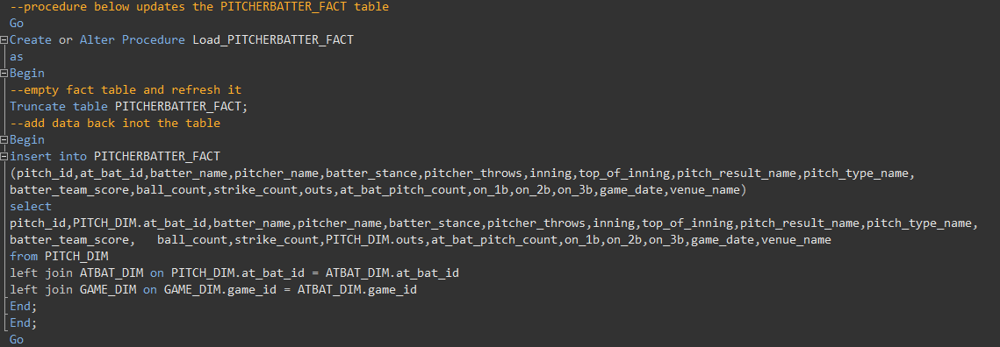 --procedure below updates the PITCHERBATTER_FACT table
Go
Create or Alter Procedure Load_PITCHERBATTER_FACT
as
Begin
--empty fact table and refresh it
Truncate table PITCHERBATTER_FACT;
--add data back inot the table
Begin
insert into PITCHERBATTER_FACT
(pitch_id,at_bat_id,batter_name,pitcher_name,batter_stance,pitcher_throws,inning,top_of_inning,pitch_result_name,pitch_type_name,
batter_team_score,ball_count,strike_count,outs,at_bat_pitch_count,on_1b,on_2b,on_3b,game_date,venue_name)
select
pitch_id,PITCH_DIM.at_bat_id,batter_name,pitcher_name,batter_stance,pitcher_throws,inning,top_of_inning,pitch_result_name,pitch_type_name,
batter_team_score,   ball_count,strike_count,PITCH_DIM.outs,at_bat_pitch_count,on_1b,on_2b,on_3b,game_date,venue_name
from PITCH_DIM
left join ATBAT_DIM on PITCH_DIM.at_bat_id = ATBAT_DIM.at_bat_id
left join GAME_DIM on GAME_DIM.game_id = ATBAT_DIM.game_id
End;
End;
Go